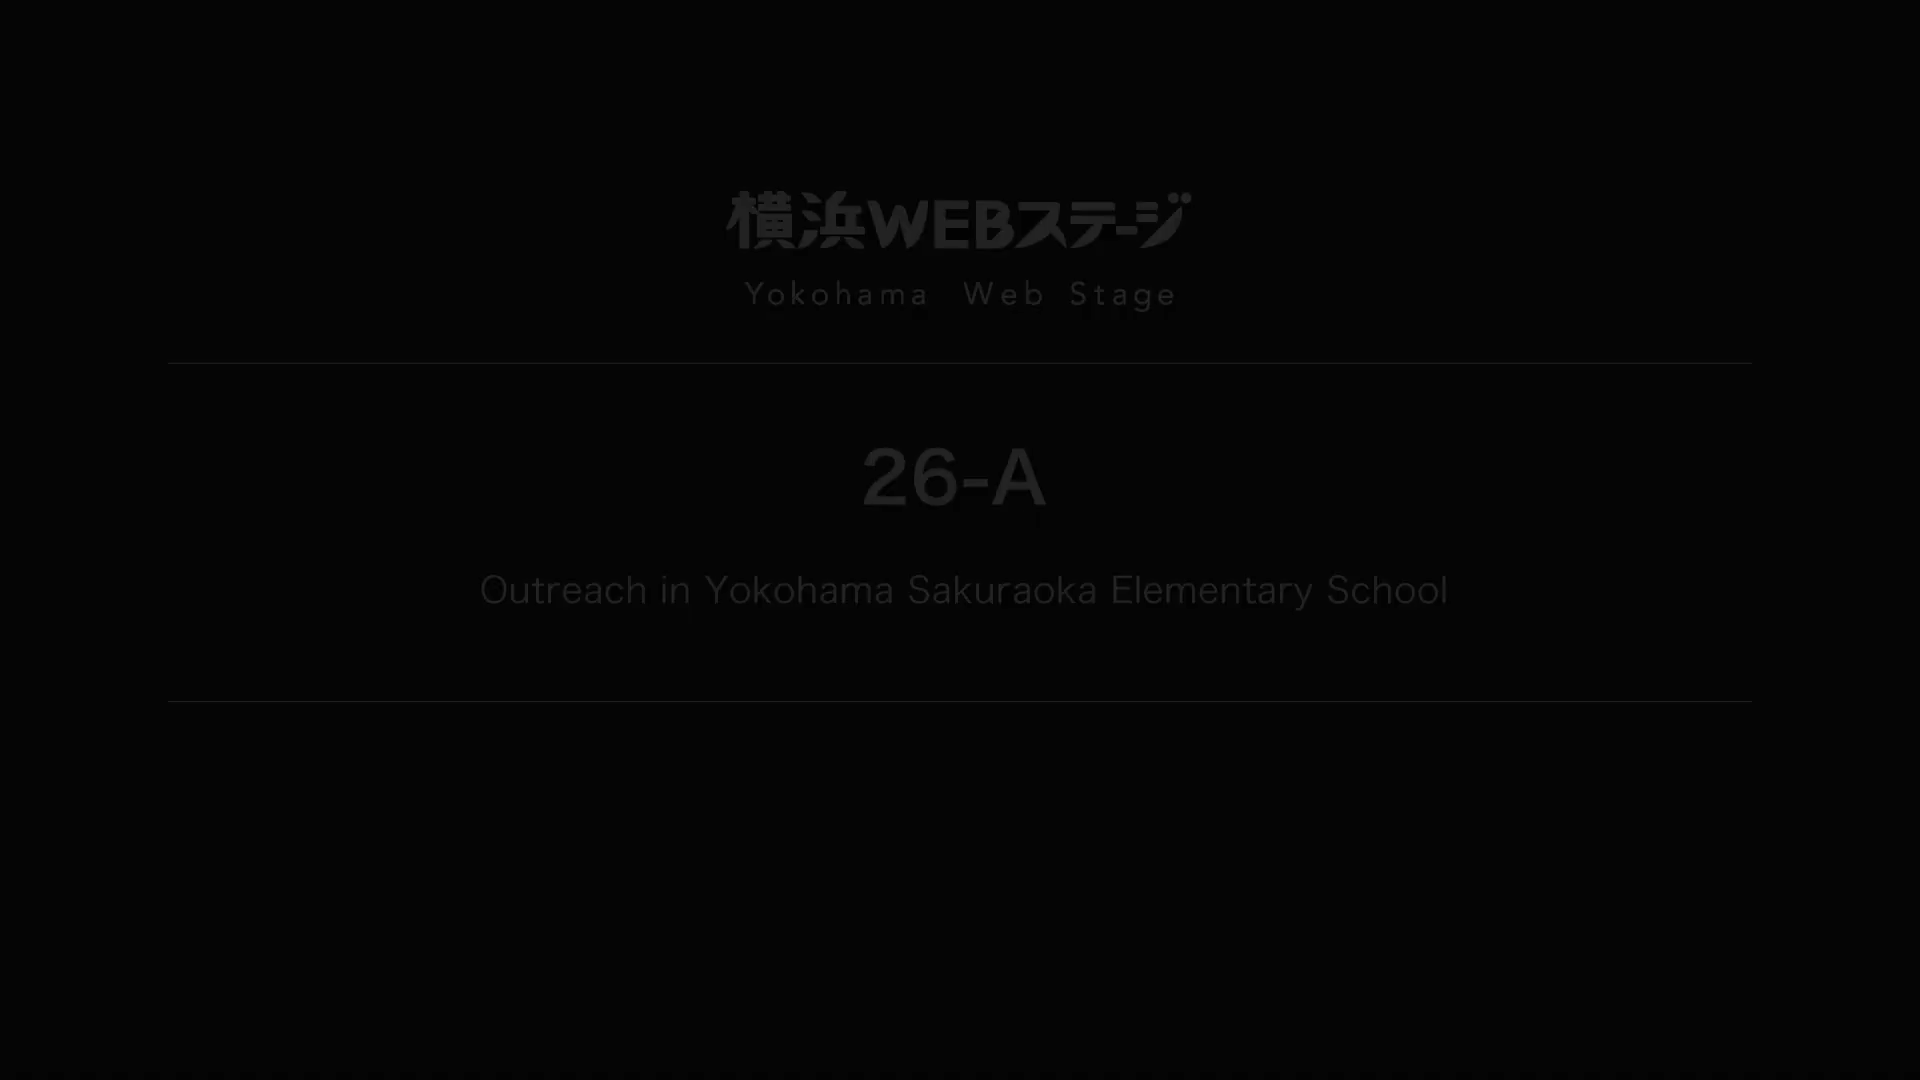 横浜WEBステージ
Yokohama Web Stage
26-A
Outreach in Yokohama Sakuraoka Elementary School